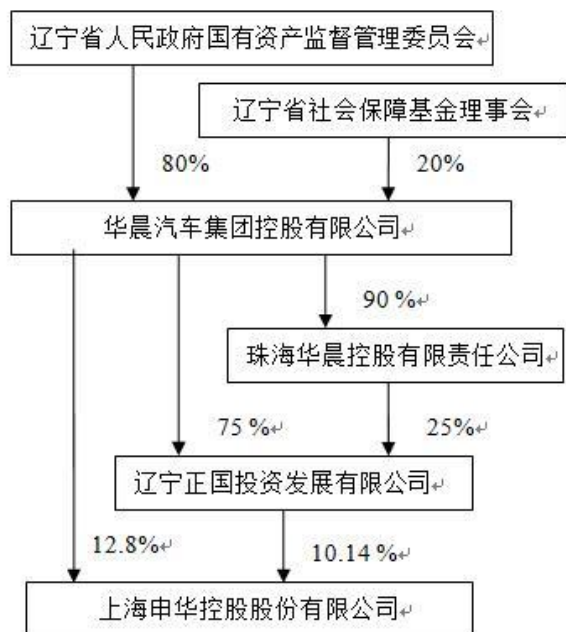 辽宁省人民政府国有资产监督管理委员会
辽宁省社会保障基金理事会
80%
20%
华晨汽车集团控股有限公司
90 %
珠海华晨控股有限责任公司
75 %
25%
辽宁正国投资发展有限公司
12.8%
10.14 %
上海申华控股股份有限公司